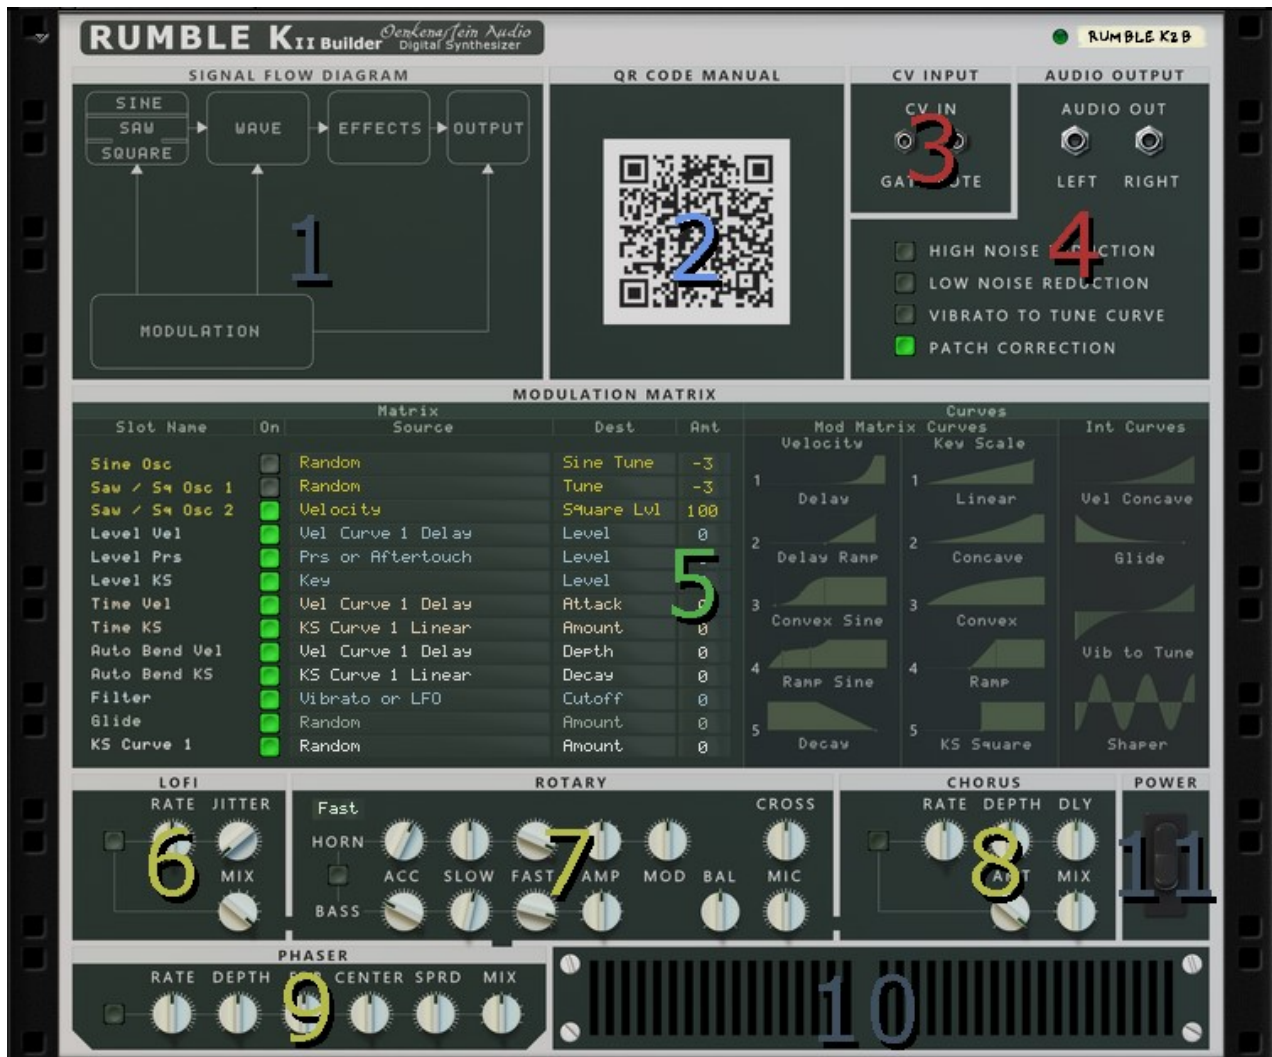 RUMBLE KII Builder
Oenkenstein Audio
Digital Synthesizer
RUMBLE K2B
SIGNAL FLOW DIAGRAM
QR CODE MANUAL
CV INPUT
AUDIO OUTPUT
SINE
SAW
SQUARE
WAVE
EFFECTS
OUTPUT
MODULATION
1
2
CV IN
3
AUDIO OUT
LEFT RIGHT
4
HIGH NOISE
LOW NOISE REDUCTION
VIBRATO TO TUNE CURVE
PATCH CORRECTION
MODULATION MATRIX
Matrix
Slot Name On Source Dest Amt
Sine Osc Random Sine Tune -3
Saw / Sq Osc 1 Random Tune -3
Saw / Sq Osc 2 Velocity Square Lvl 100
Level Vel Vel Curve 1 Delay Level 0
Level Prs Prs or Aftertouch Level
Level KS Key Level
Time Vel Vel Curve 1 Delay Attack
Time KS KS Curve 1 Linear Amount 0
Auto Bend Vel Vel Curve 1 Delay Depth 0
Auto Bend KS KS Curve 1 Linear Decay 0
Filter Vibrato or LFO Cutoff 0
Glide Random Amount 0
KS Curve 1 Random Amount 0
5
Curves
Mod Matrix Curves
Int Curves
Velocity
Key Scale
1 Delay
1 Linear
Vel Concave
2 Delay Ramp
2 Concave
Glide
3 Convex Sine
3 Convex
Vib to Tune
4 Ramp Sine
4 Ramp
5 Decay
5 KS Square
Shaper
LOFI
RATE JITTER
MIX
6
ROTARY
Fast
CROSS
HORN
ACC SLOW FAST AMP MOD BAL MIC
BASS
7
CHORUS
RATE DEPTH DLY
MIX
8
POWER
11
PHASER
RATE DEPTH CENTER SPRD MIX
9
10